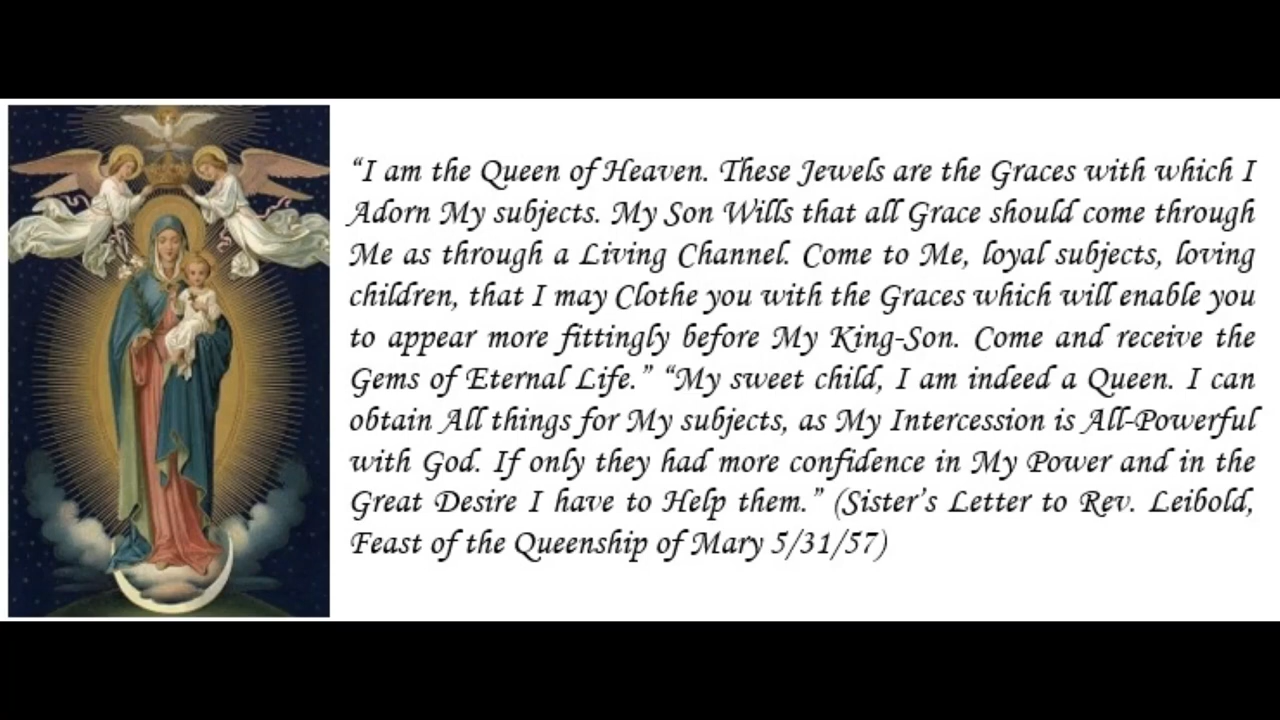 “I am the Queen of Heaven. These Jewels are the Graces with which I
Adorn My subjects. My Son Wills that all Grace should come through
Me as through a Living Channel. Come to Me, loyal subjects, loving
children, that I may Clothe you with the Graces which will enable you
to appear more fittingly before My King-Son. Come and receive the
Gems of Eternal Life.” “My sweet child, I am indeed a Queen. I can
obtain All things for My subjects, as My Intercession is All-Powerful
with God. If only they had more confidence in My Power and in the
Great Desire I have to Help them.” (Sister’s Letter to Rev. Leibold,
Feast of the Queenship of Mary 5/31/57)